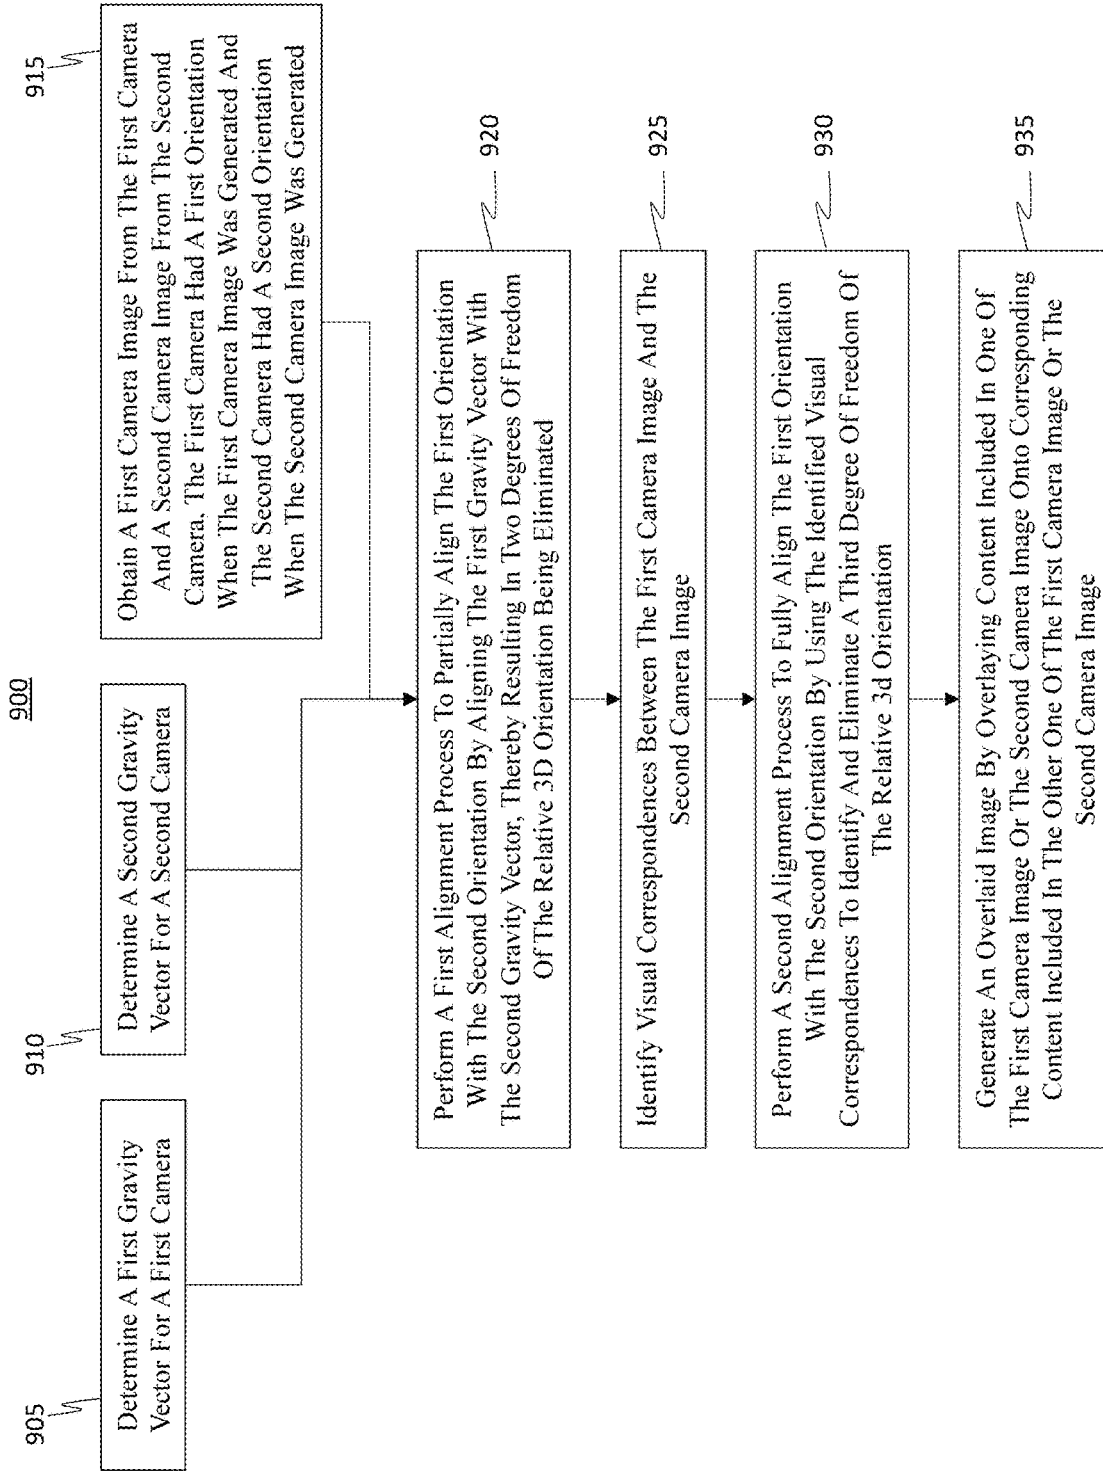 900
905
Determine A First Gravity
Vector For A First Camera
910
Determine A Second Gravity
Vector For A Second Camera
915
Obtain A First Camera Image From The First Camera
And A Second Camera Image From The Second
Camera, The First Camera Had A First Orientation
When The First Camera Image Was Generated And
The Second Camera Had A Second Orientation
When The Second Camera Image Was Generated
920
Perform A First Alignment Process To Partially Align The First Orientation
With The Second Orientation By Aligning The First Gravity Vector With
The Second Gravity Vector, Thereby Resulting In Two Degrees Of Freedom
Of The Relative 3D Orientation Being Eliminated
925
Identify Visual Correspondences Between The First Camera Image And The
Second Camera Image
930
Perform A Second Alignment Process To Fully Align The First Orientation
With The Second Orientation By Using The Identified Visual
Correspondences To Identify And Eliminate A Third Degree Of Freedom Of
The Relative 3d Orientation
935
Generate An Overlaid Image By Overlaying Content Included In One Of
The First Camera Image Or The Second Camera Image Onto Corresponding
Content Included In The Other One Of The First Camera Image Or The
Second Camera Image